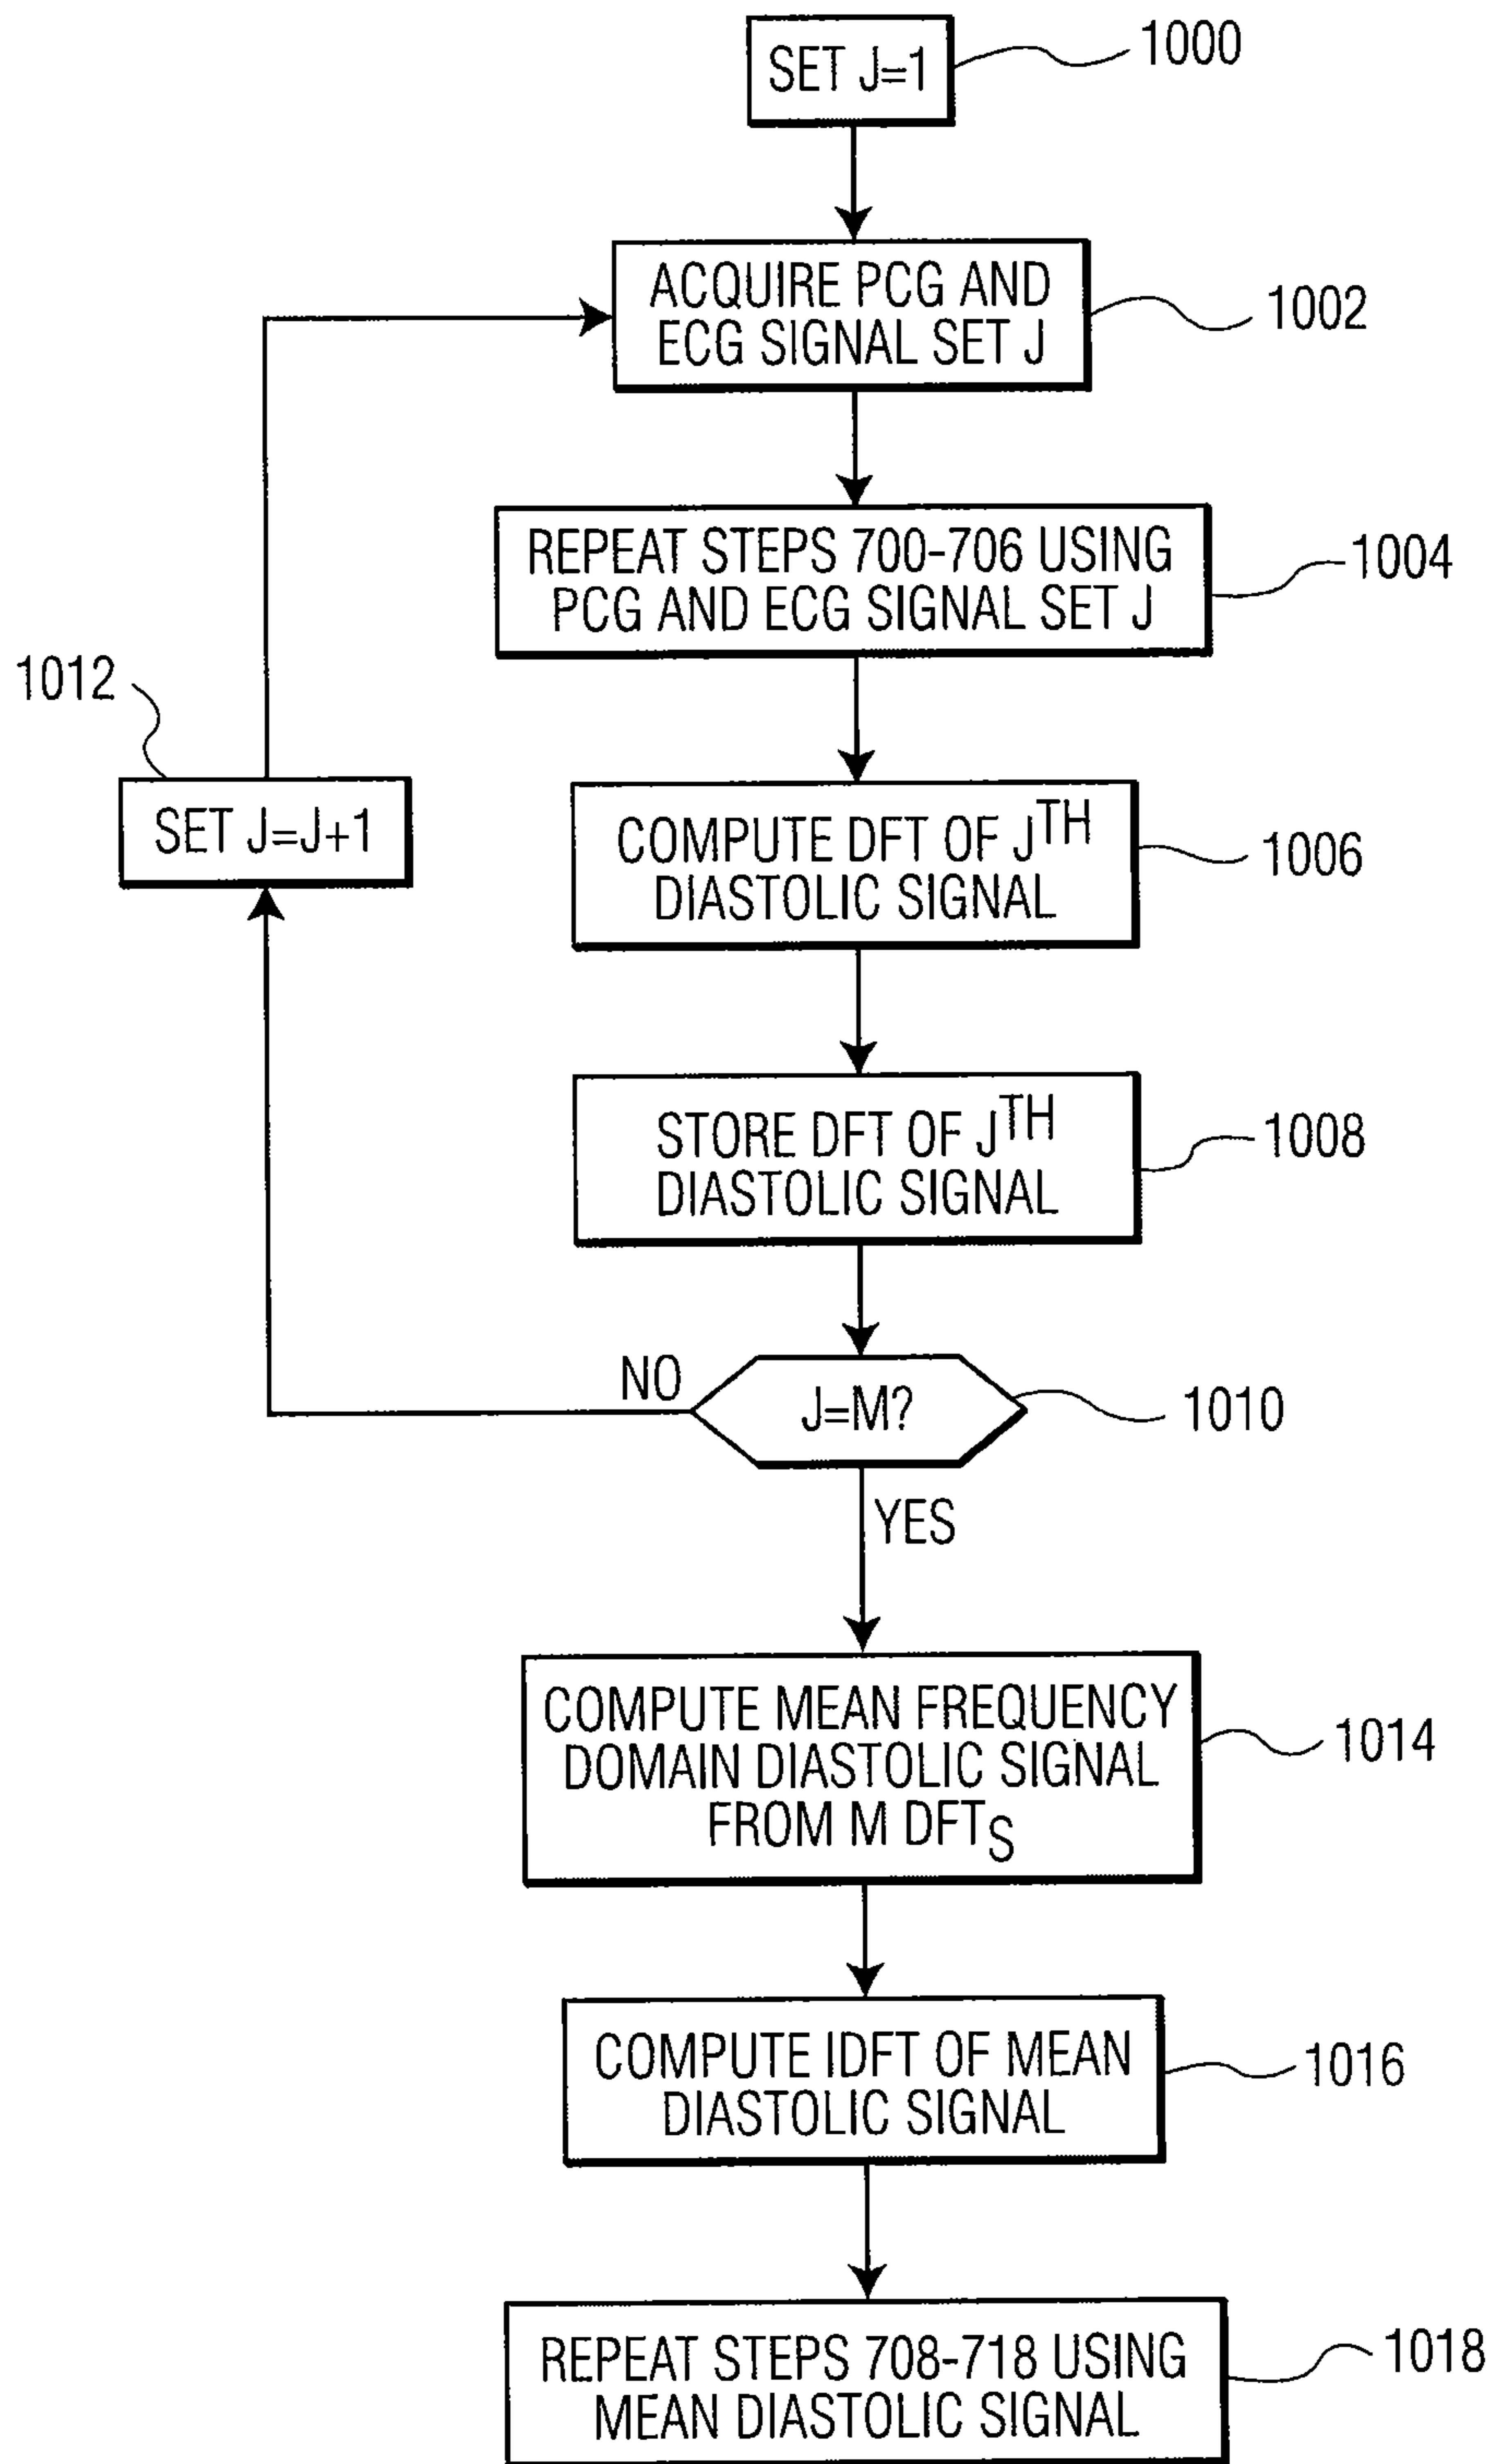 SET J=1
1000
ACQUIRE PCG AND
ECG SIGNAL SET J
1002
REPEAT STEPS 700-706 USING
PCG AND ECG SIGNAL SET J
1004
1012
SET J=J+1
COMPUTE DFT OF JTH
DIASTOLIC SIGNAL
1006
STORE DFT OF JTH
DIASTOLIC SIGNAL
1008
NO
J=M?
1010
YES
COMPUTE MEAN FREQUENCY
DOMAIN DIASTOLIC SIGNAL
FROM M DFTS
1014
COMPUTE IDFT OF MEAN
DIASTOLIC SIGNAL
1016
REPEAT STEPS 708-718 USING
MEAN DIASTOLIC SIGNAL
1018